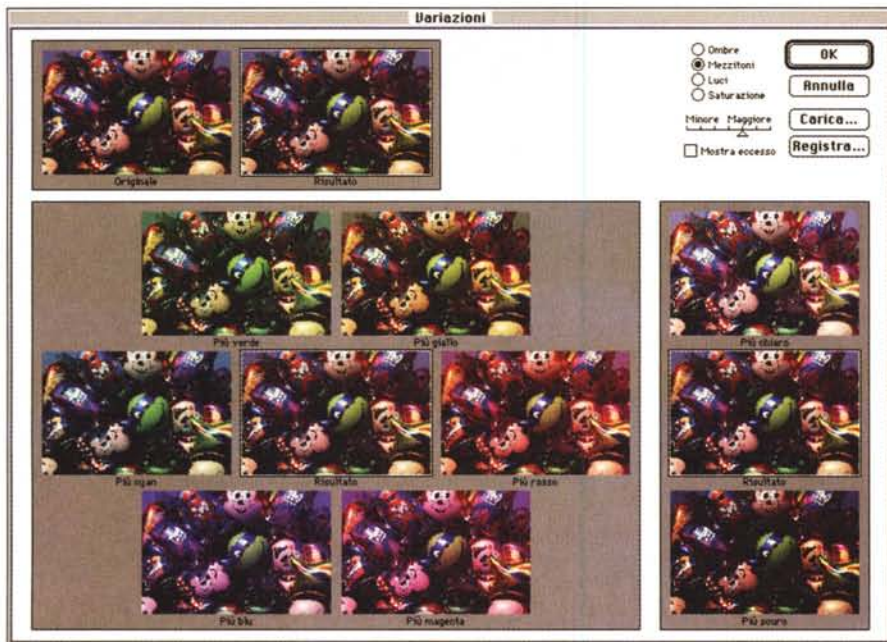 Variazioni
Originale
Risultato
Ombre
Mezzitoni
Luci
Saturazione
Minore Maggiore
Mostra eccesso
OK
Annulla
Carica...
Registra...
Più verde
Più giallo
Più cyan
Risultato
Più rosso
Più blu
Più magenta
Più chiaro
Risultato
Più scuro